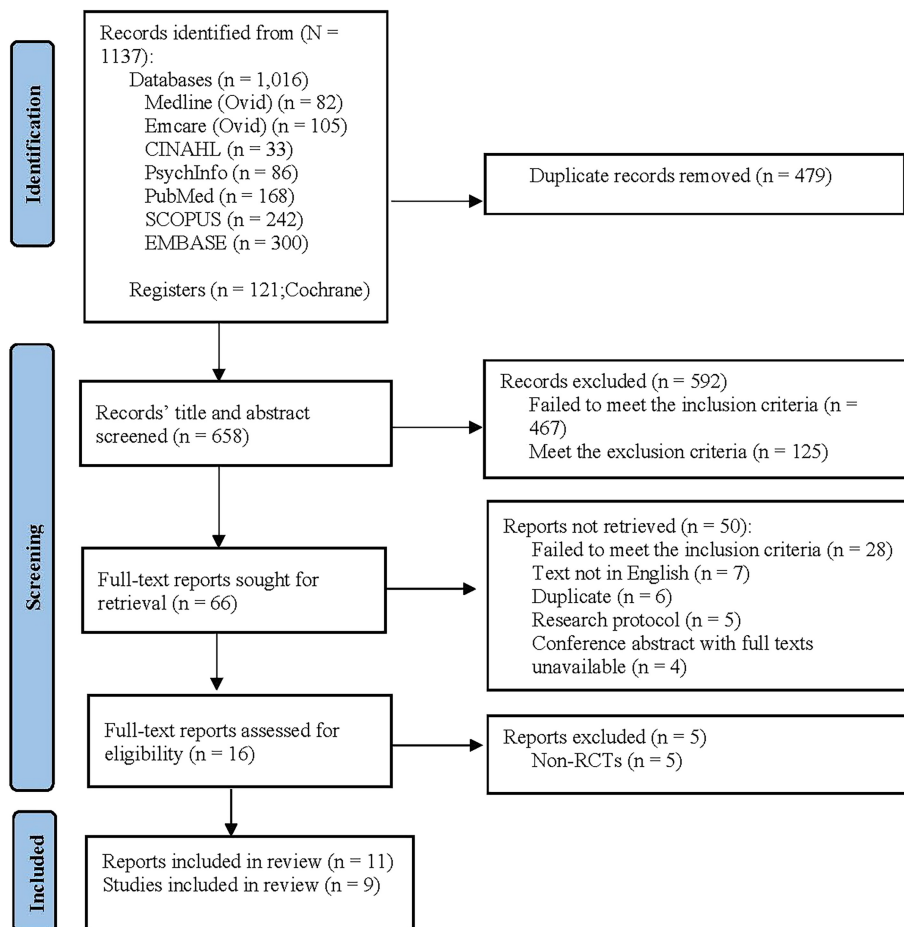 Identification
Records identified from (N =
1137):
Databases (n = 1,016)
Medline (Ovid) (n = 82)
Emcare (Ovid) (n = 105)
CINAHL (n = 33)
PsychInfo (n = 86)
PubMed (n = 168)
SCOPUS (n = 242)
EMBASE (n = 300)
Registers (n = 121;Cochrane)
Duplicate records removed (n = 479)
Screening
Records’ title and abstract
screened (n = 658)
Records excluded (n = 592)
Failed to meet the inclusion criteria (n =
467)
Meet the exclusion criteria (n = 125)
Full-text reports sought for
retrieval (n = 66)
Reports not retrieved (n = 50):
Failed to meet the inclusion criteria (n = 28)
Text not in English (n = 7)
Duplicate (n = 6)
Research protocol (n = 5)
Conference abstract with full texts
unavailable (n = 4)
Full-text reports assessed for
eligibility (n = 16)
Reports excluded (n = 5)
Non-RCTs (n = 5)
Included
Reports included in review (n = 11)
Studies included in review (n = 9)